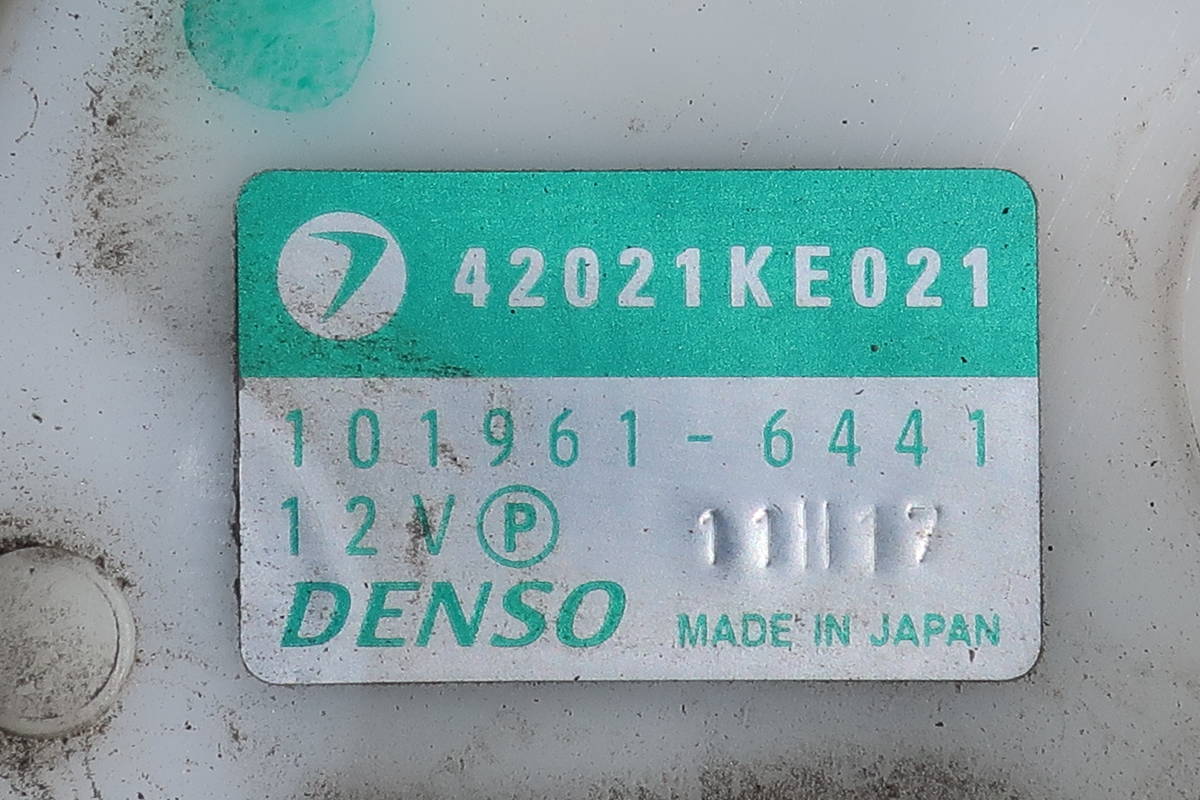 42021KE021
101961-6441
12V Ⓟ 11||17
DENSO MADE IN JAPAN